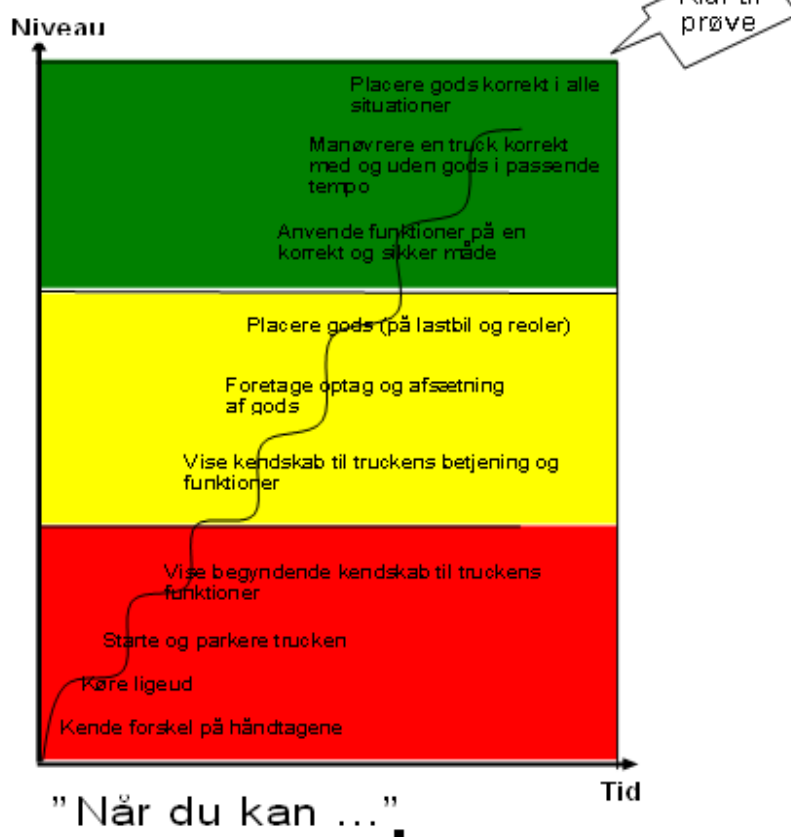 Niveau
prøve
Placere gods korrekt i alle
situationer
Manøvrere en truck korrekt
med og uden gods i passende
tempo
Anvende funktioner på en
korrekt og sikker måde
Placere gods (på lastbil og reoler)
Foretage optag og afsætning
af gods
Vise kendskab til truckens betjening og
funktioner
Vise begyndende kendskab til truckens
funktioner
Starte og parkere trucken
Køre ligeud
Kende forskel på håndtagene
Tid
"Når du kan ..."